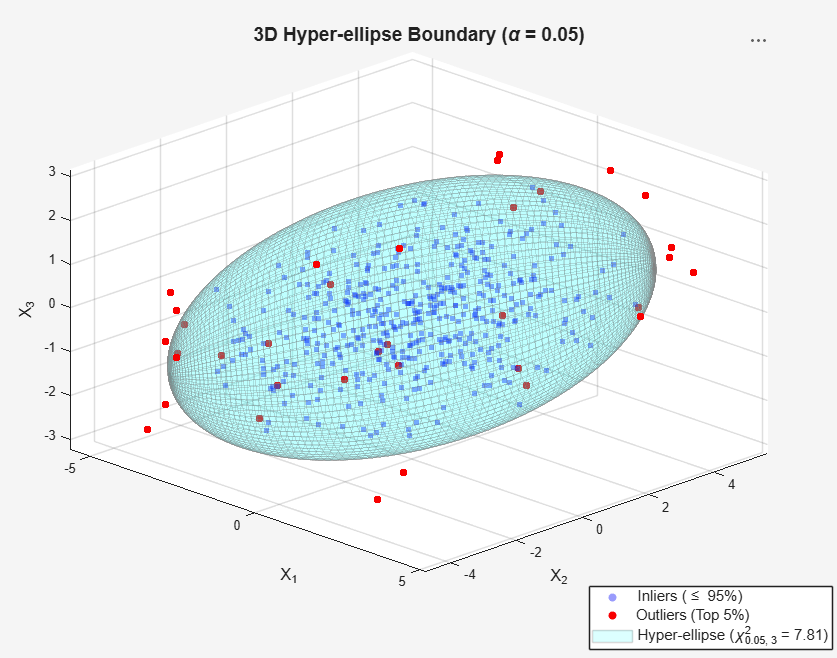 3D Hyper-ellipse Boundary (α = 0.05)
...
3
2
1
0
-1
-2
-3
X₃
-5
0
5
X₁
-4
-2
0
2
4
X₂
Inliers ( ≤ 95%)
Outliers (Top 5%)
Hyper-ellipse (χ²₀.₀₅, ₃ = 7.81)